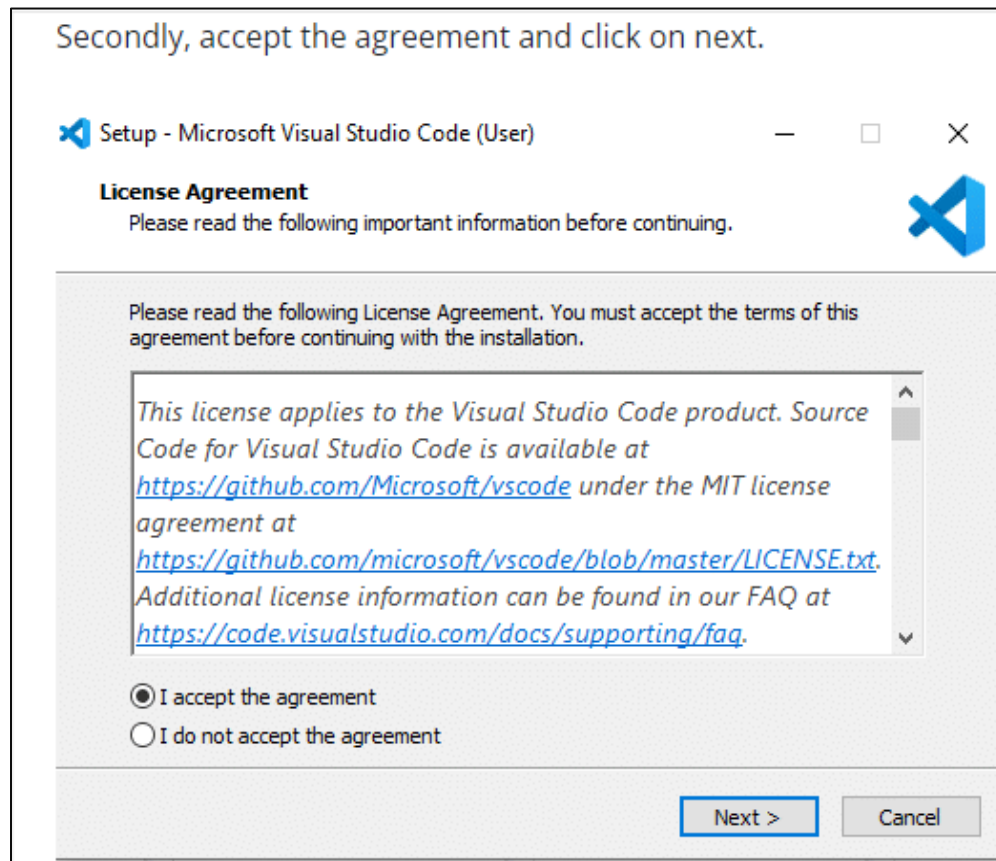 Secondly, accept the agreement and click on next.
Setup - Microsoft Visual Studio Code (User)
License Agreement
Please read the following important information before continuing.
Please read the following License Agreement. You must accept the terms of this
agreement before continuing with the installation.
This license applies to the Visual Studio Code product. Source
Code for Visual Studio Code is available at
https://github.com/Microsoft/vscode under the MIT license
agreement at
https://github.com/microsoft/vscode/blob/master/LICENSE.txt.
Additional license information can be found in our FAQ at
https://code.visualstudio.com/docs/supporting/faq.
I accept the agreement
I do not accept the agreement
Next >
Cancel